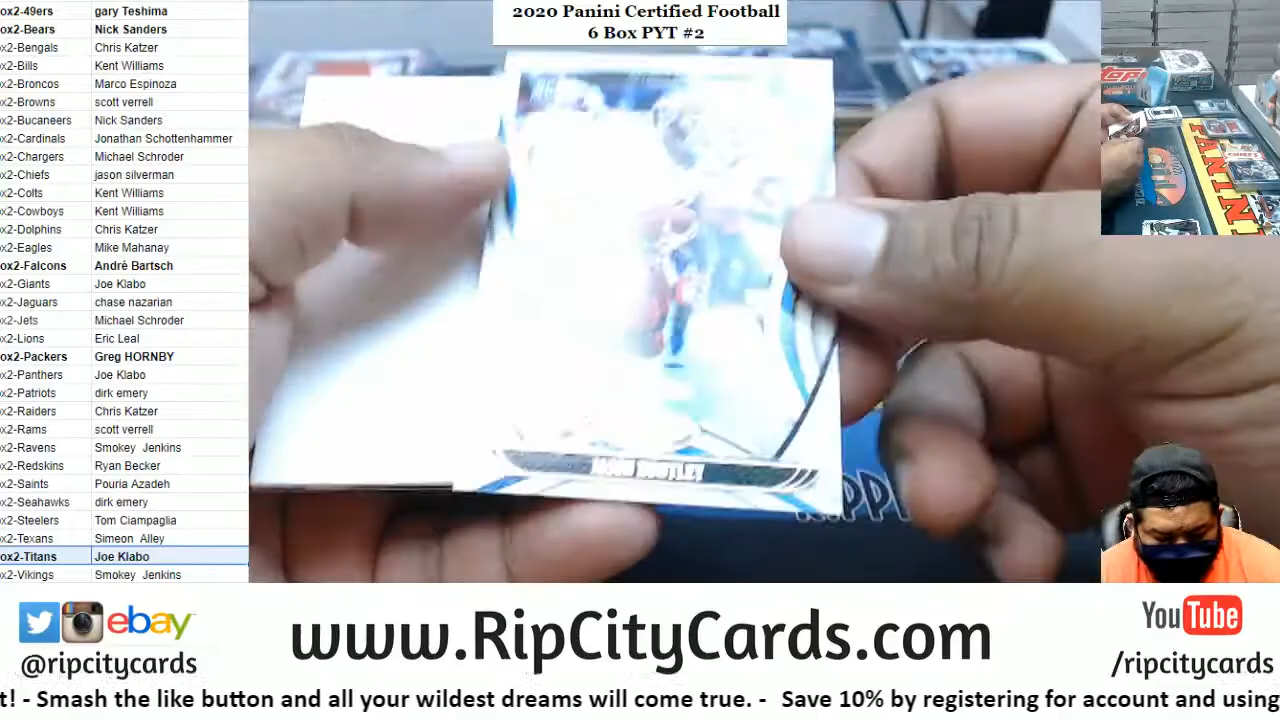 2020 Panini Certified Football
6 Box PYT #2
ox2-49ers gary Teshima
ox2-Bears Nick Sanders
ox2-Bengals Chris Katzer
ox2-Bills Kent Williams
ox2-Broncos Marco Espinoza
ox2-Browns scott verrell
ox2-Bucaneers Nick Sanders
ox2-Cardinals Jonathan Schottenhammer
ox2-Chargers Michael Schroder
ox2-Chiefs jason silverman
ox2-Colts Kent Williams
ox2-Cowboys Kent Williams
ox2-Dolphins Chris Katzer
ox2-Eagles Mike Mahanay
ox2-Falcons André Bartsch
ox2-Giants Joe Klabo
ox2-Jaguars chase nazarian
ox2-Jets Michael Schroder
ox2-Lions Eric Leal
ox2-Packers Greg HORNBY
ox2-Panthers Joe Klabo
ox2-Patriots dirk emery
ox2-Raiders Chris Katzer
ox2-Rams scott verrell
ox2-Ravens Smokey Jenkins
ox2-Redskins Ryan Becker
ox2-Saints Pouria Azadeh
ox2-Seahawks dirk emery
ox2-Steelers Tom Ciampaglia
ox2-Texans Simeon Alley
ox2-Titans Joe Klabo
ox2-Vikings Smokey Jenkins
PANINI
CHIEFS
RIPP
ebay
@ripcitycards
www.RipCityCards.com
YouTube
/ripcitycards
t! - Smash the like button and all your wildest dreams will come true. - Save 10% by registering for account and using